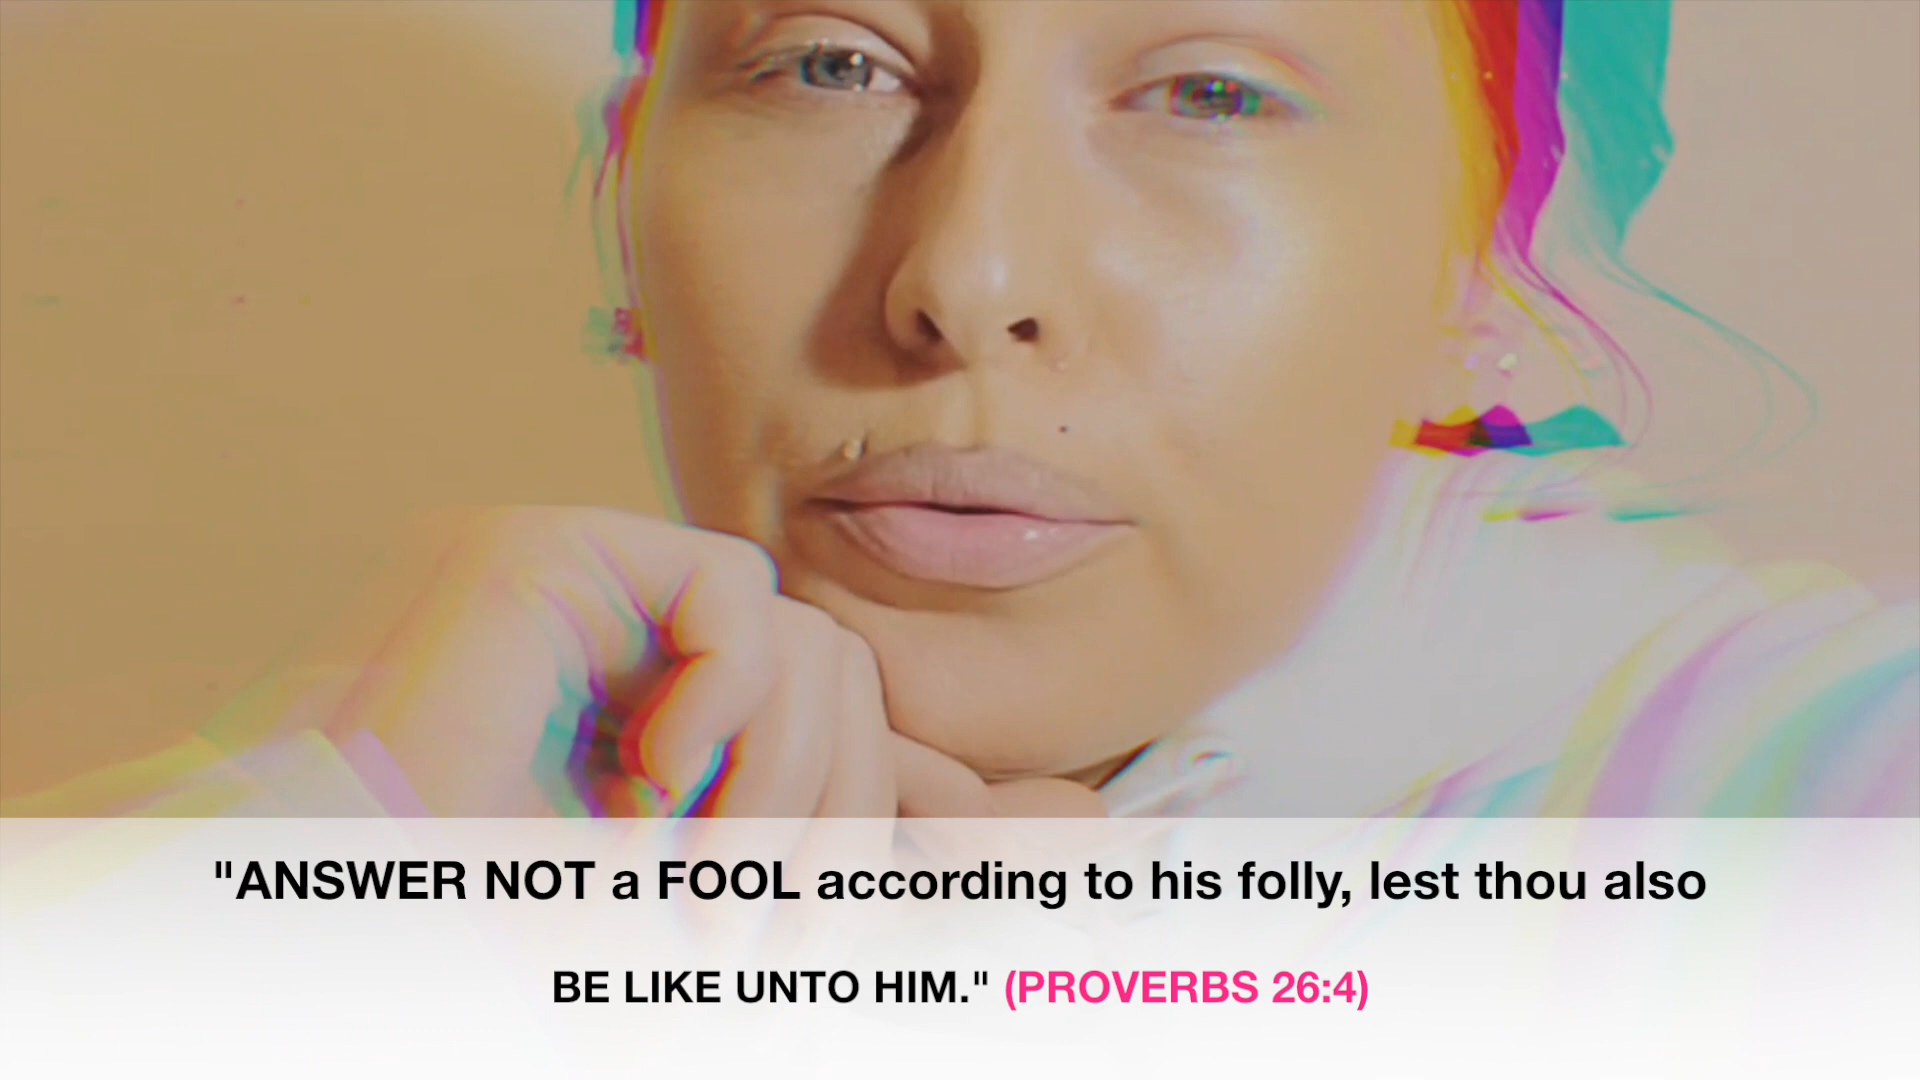 "ANSWER NOT a FOOL according to his folly, lest thou also
BE LIKE UNTO HIM." (PROVERBS 26:4)